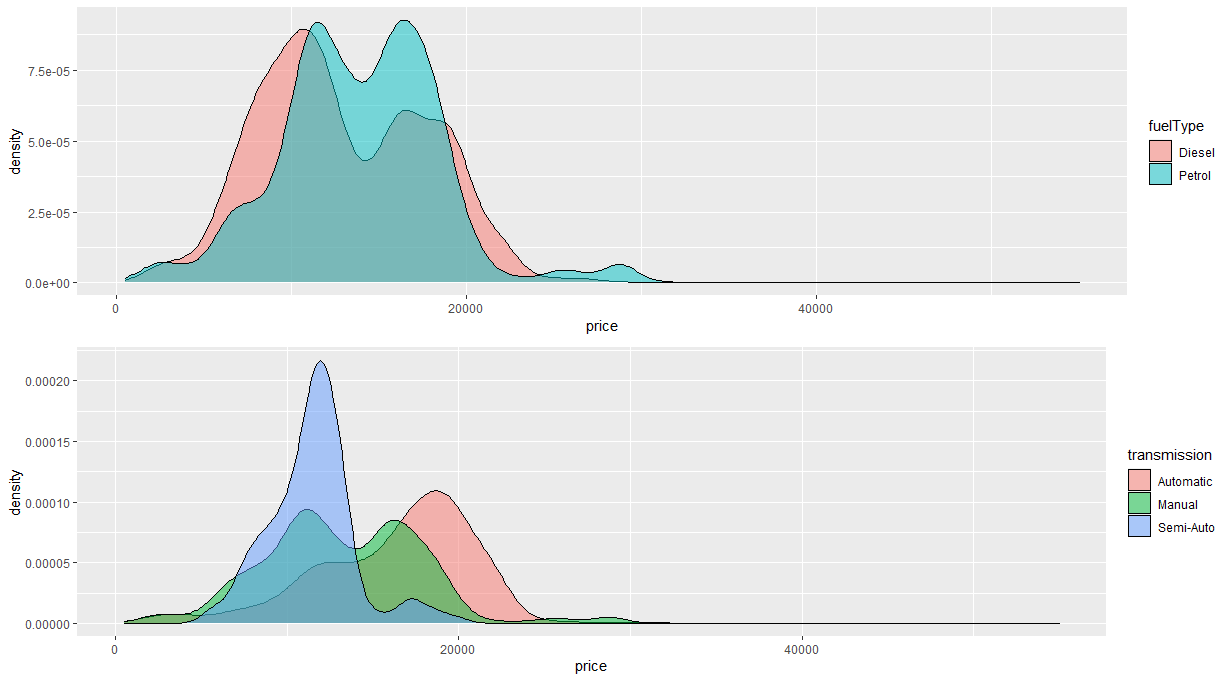 7.5e-05
5.0e-05
2.5e-05
0.0e+00
density
0
20000
40000
price
fuelType
Diesel
Petrol
0.00020
0.00015
0.00010
0.00005
0.00000
density
0
20000
40000
price
transmission
Automatic
Manual
Semi-Auto